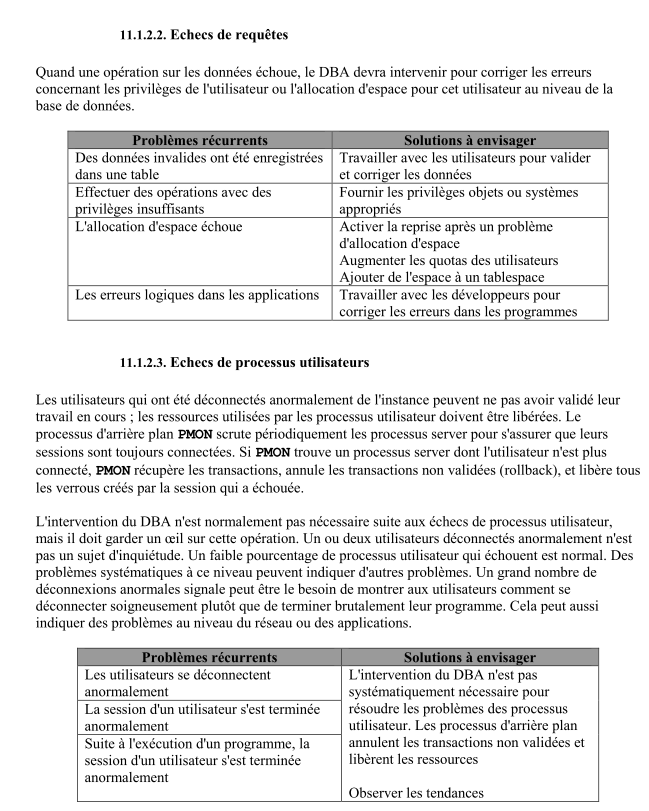 11.1.2.2. Echecs de requêtes
Quand une opération sur les données échoue, le DBA devra intervenir pour corriger les erreurs
concernant les privilèges de l'utilisateur ou l'allocation d'espace pour cet utilisateur au niveau de la
base de données.
Problèmes récurrents
Solutions à envisager
Des données invalides ont été enregistrées
dans une table
Travailler avec les utilisateurs pour valider
et corriger les données
Effectuer des opérations avec des
privilèges insuffisants
Fournir les privilèges objets ou systèmes
appropriés
L'allocation d'espace échoue
Activer la reprise après un problème
d'allocation d'espace
Augmenter les quotas des utilisateurs
Ajouter de l'espace à un tablespace
Les erreurs logiques dans les applications
Travailler avec les développeurs pour
corriger les erreurs dans les programmes
11.1.2.3. Echecs de processus utilisateurs
Les utilisateurs qui ont été déconnectés anormalement de l'instance peuvent ne pas avoir validé leur
travail en cours ; les ressources utilisées par les processus utilisateur doivent être libérées. Le
processus d'arrière plan PMON scrute périodiquement les processus server pour s'assurer que leurs
sessions sont toujours connectées. Si PMON trouve un processus server dont l'utilisateur n'est plus
connecté, PMON récupère les transactions, annule les transactions non validées (rollback), et libère tous
les verrous créés par la session qui a échouée.
L'intervention du DBA n'est normalement pas nécessaire suite aux échecs de processus utilisateur,
mais il doit garder un œil sur cette opération. Un ou deux utilisateurs déconnectés anormalement n'est
pas un sujet d'inquiétude. Un faible pourcentage de processus utilisateur qui échouent est normal. Des
problèmes systématiques à ce niveau peuvent indiquer d'autres problèmes. Un grand nombre de
déconnexions anormales signale peut être le besoin de montrer aux utilisateurs comment se
déconnecter soigneusement plutôt que de terminer brutalement leur programme. Cela peut aussi
indiquer des problèmes au niveau du réseau ou des applications.
Problèmes récurrents
Solutions à envisager
Les utilisateurs se déconnectent
anormalement
La session d'un utilisateur s'est terminée
anormalement
Suite à l'exécution d'un programme, la
session d'un utilisateur s'est terminée
anormalement
L'intervention du DBA n'est pas
systématiquement nécessaire pour
résoudre les problèmes des processus
utilisateur. Les processus d'arrière plan
annulent les transactions non validées et
libèrent les ressources
Observer les tendances